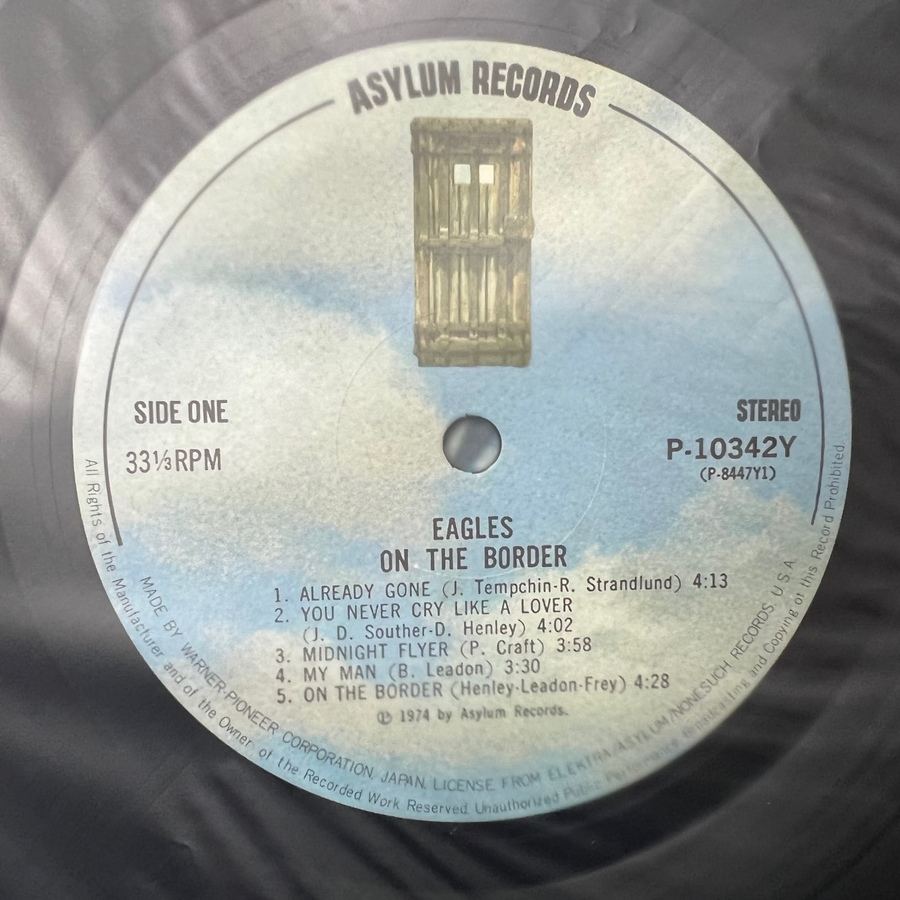 ASYLUM RECORDS
SIDE ONE
33⅓RPM
STEREO
P-10342Y
(P-8447Y1)
EAGLES
ON THE BORDER
1. ALREADY GONE (J. Tempchin-R. Strandlund) 4:13
2. YOU NEVER CRY LIKE A LOVER
(J. D. Souther-D. Henley) 4:02
3. MIDNIGHT FLYER (P. Craft) 3:58
4. MY MAN (B. Leadon) 3:30
5. ON THE BORDER (Henley-Leadon-Frey) 4:28
Ⓟ 1974 by Asylum Records.
MADE BY WARNER-PIONEER CORPORATION, JAPAN. LICENSE FROM ELEKTRA/ASYLUM/NONESUCH RECORDS U.S.A.
All Rights of the Manufacturer and of the Owner of the Recorded Work Reserved. Unauthorized Public Performance Broadcasting and Copying of this Record Prohibited.